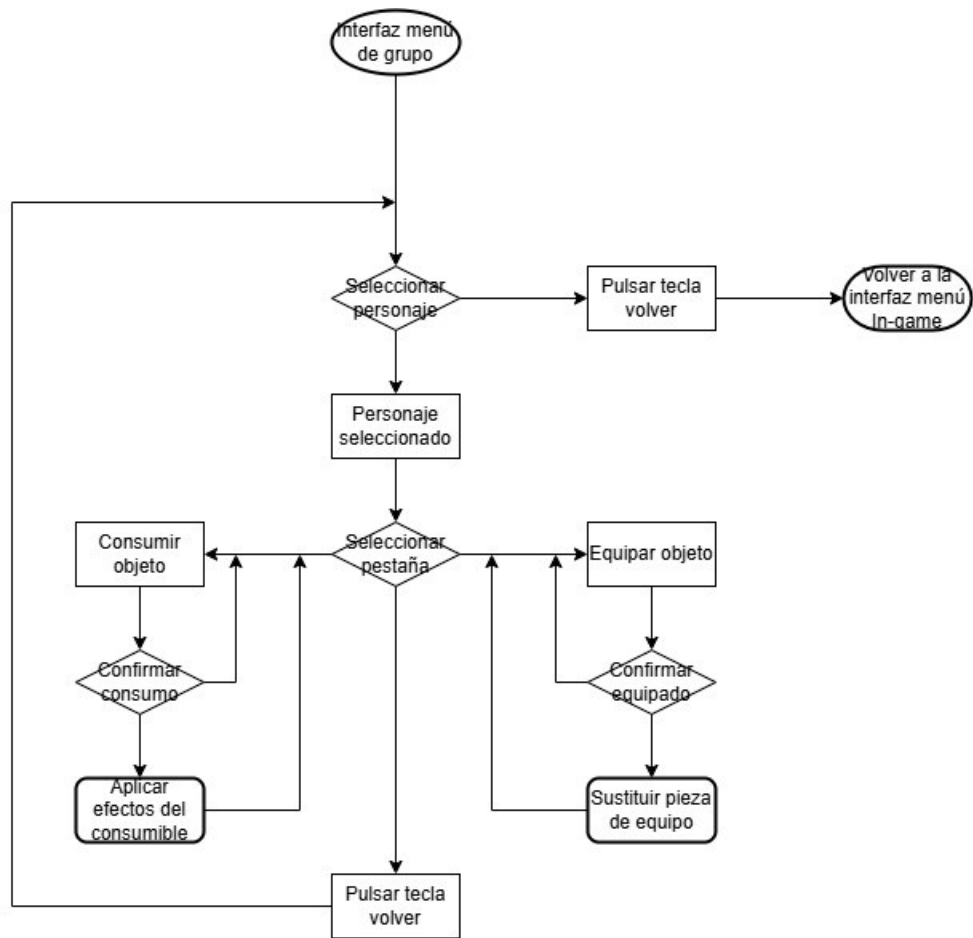 Interfaz menú
de grupo
Seleccionar
personaje
Pulsar tecla
volver
Volver a la
interfaz menú
In-game
Personaje
seleccionado
Consumir
objeto
Seleccionar
pestaña
Equipar objeto
Confirmar
consumo
Confirmar
equipado
Aplicar
efectos del
consumible
Sustituir pieza
de equipo
Pulsar tecla
volver